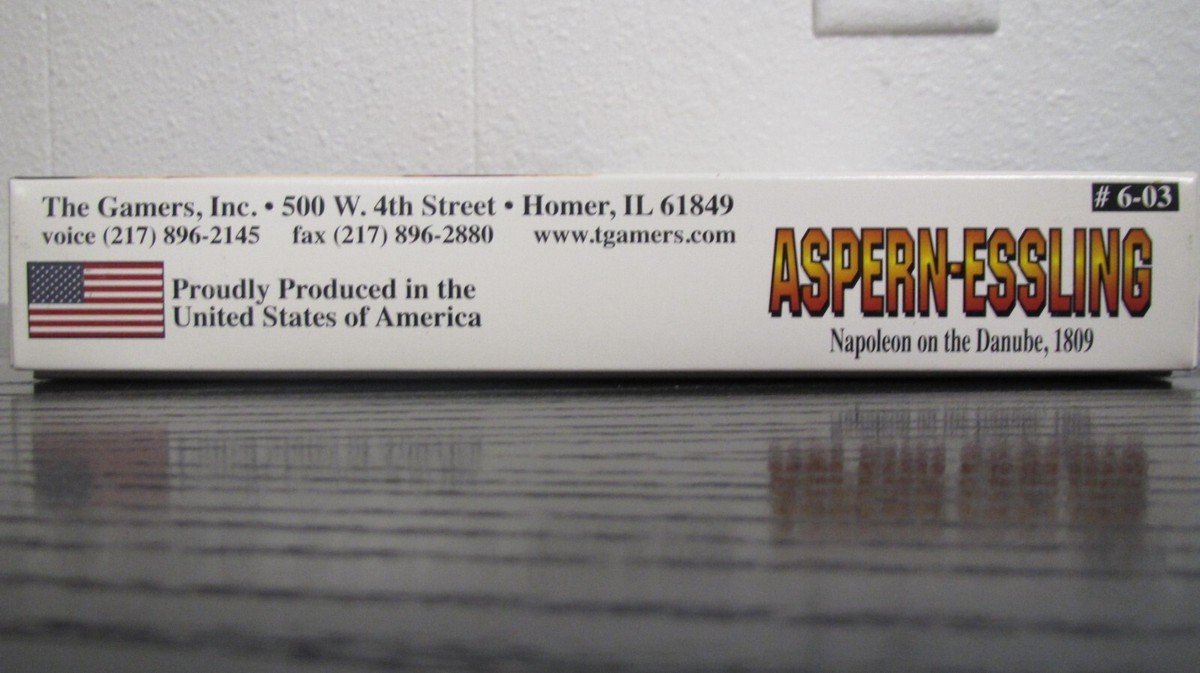 The Gamers, Inc. • 500 W. 4th Street • Homer, IL 61849
voice (217) 896-2145 fax (217) 896-2880 www.tgamers.com
Proudly Produced in the
United States of America
# 6-03
ASPERN-ESSLING
Napoleon on the Danube, 1809